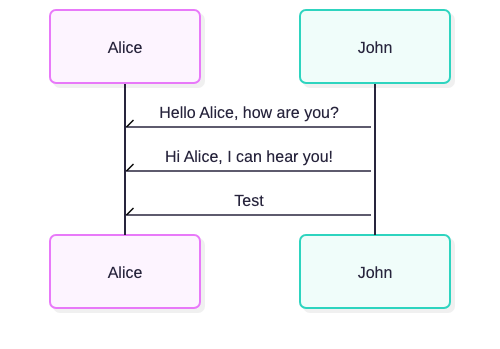 Alice
John
Hello Alice, how are you?
Hi Alice, I can hear you!
Test
Alice
John